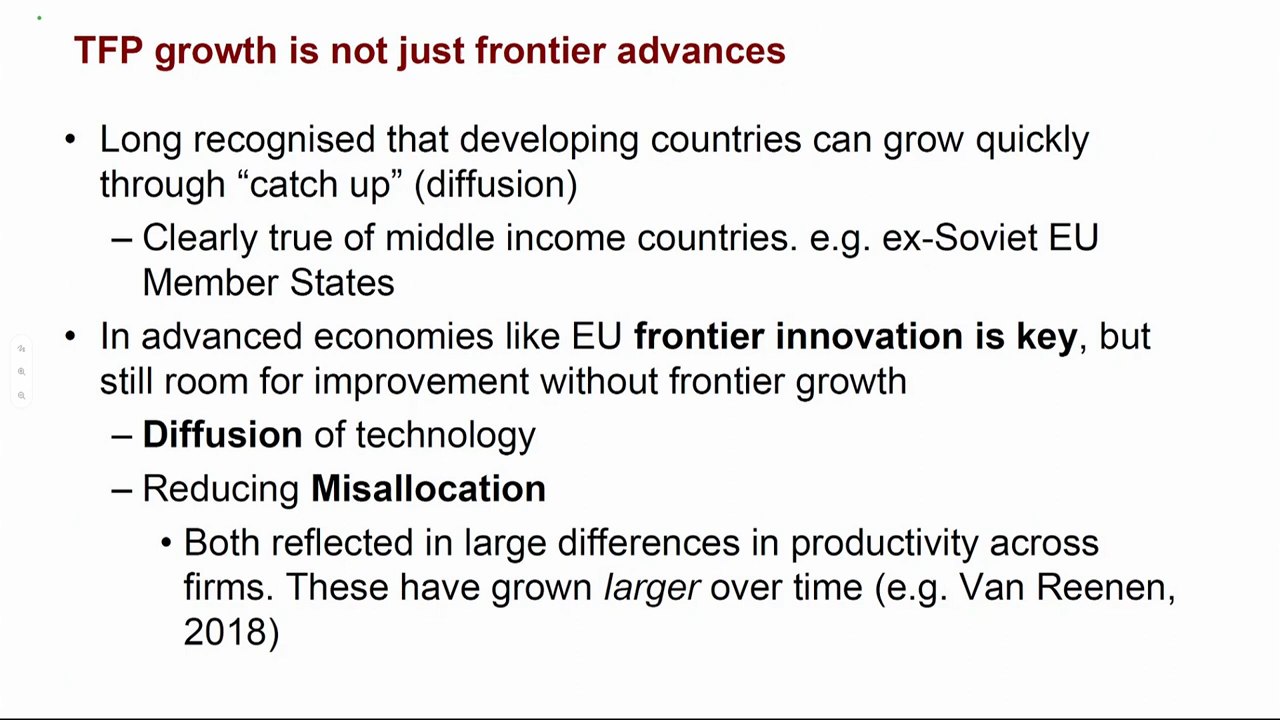 TFP growth is not just frontier advances
• Long recognised that developing countries can grow quickly
through “catch up” (diffusion)
– Clearly true of middle income countries. e.g. ex-Soviet EU
Member States
• In advanced economies like EU frontier innovation is key, but
still room for improvement without frontier growth
– Diffusion of technology
– Reducing Misallocation
• Both reflected in large differences in productivity across
firms. These have grown larger over time (e.g. Van Reenen,
2018)